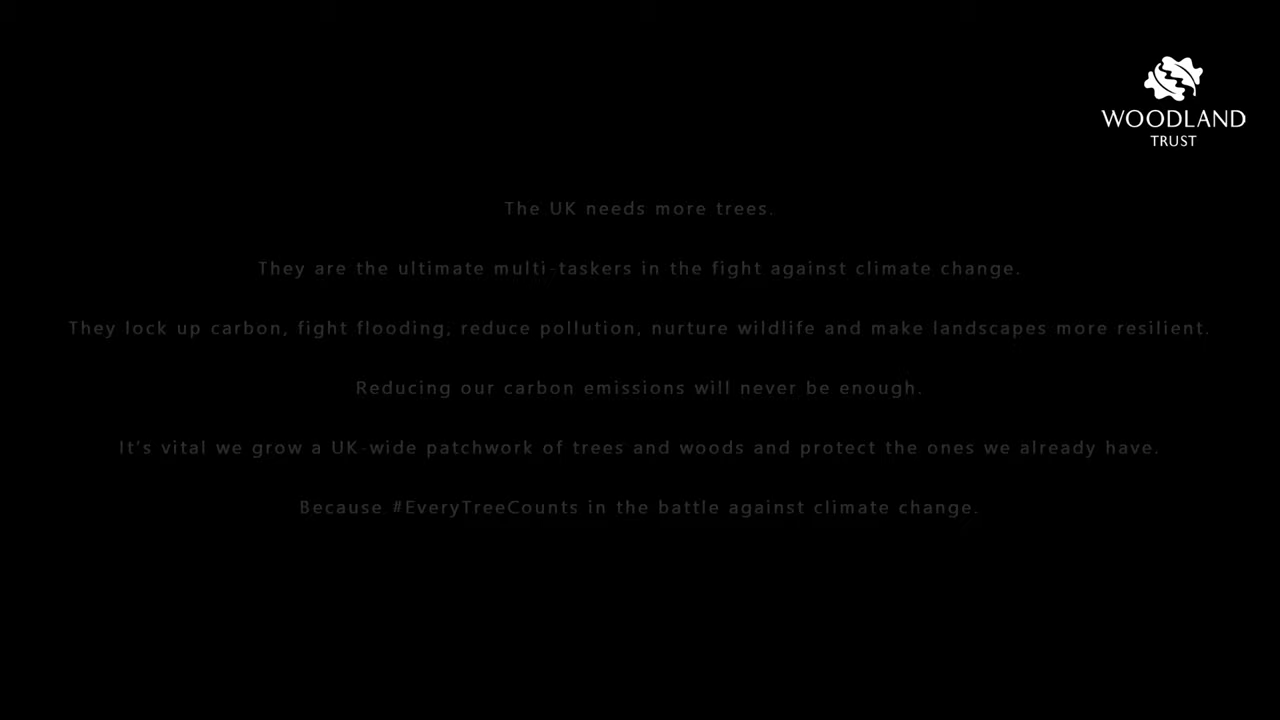 WOODLAND
TRUST
The UK needs more trees.
They are the ultimate multi-taskers in the fight against climate change.
They lock up carbon, fight flooding, reduce pollution, nurture wildlife and make landscapes more resilient.
Reducing our carbon emissions will never be enough.
It's vital we grow a UK-wide patchwork of trees and woods and protect the ones we already have.
Because #EveryTreeCounts in the battle against climate change.